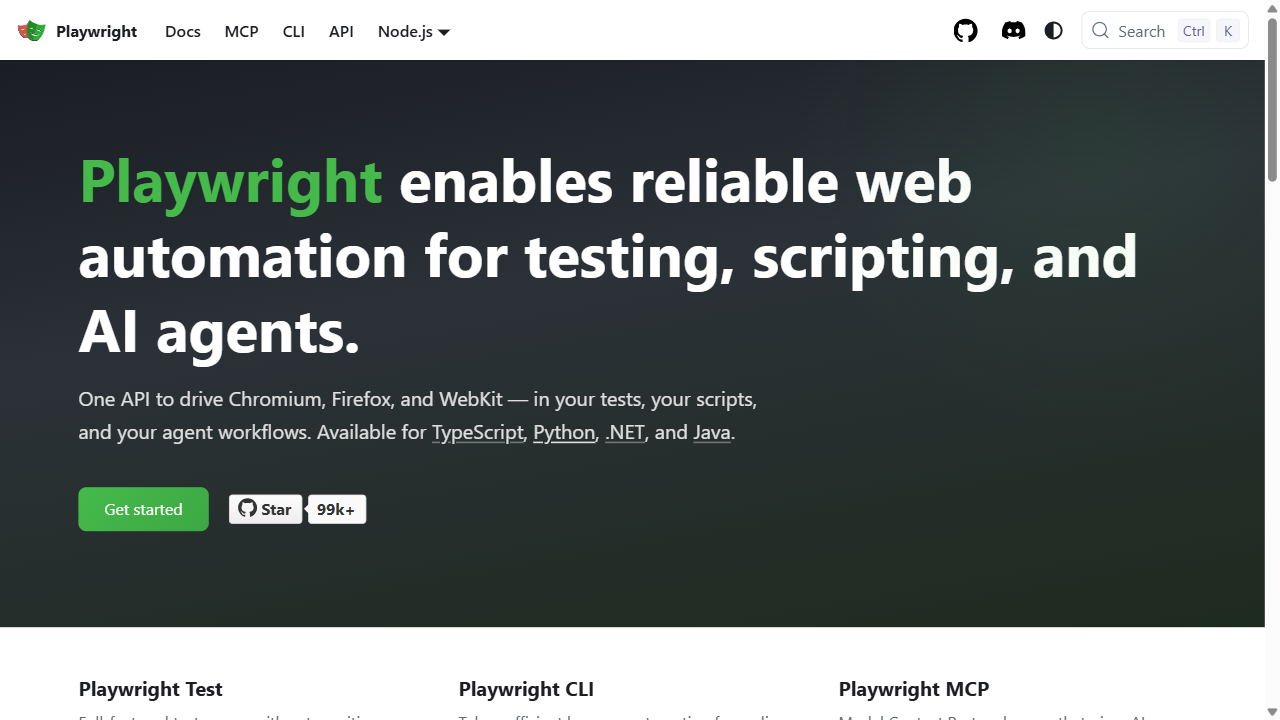 Playwright
Docs
MCP
CLI
API
Node.js
Search
Ctrl
K
Playwright enables reliable web
automation for testing, scripting, and
AI agents.
One API to drive Chromium, Firefox, and WebKit — in your tests, your scripts,
and your agent workflows. Available for TypeScript, Python, .NET, and Java.
Get started
Star
99k+
Playwright Test
Playwright CLI
Playwright MCP